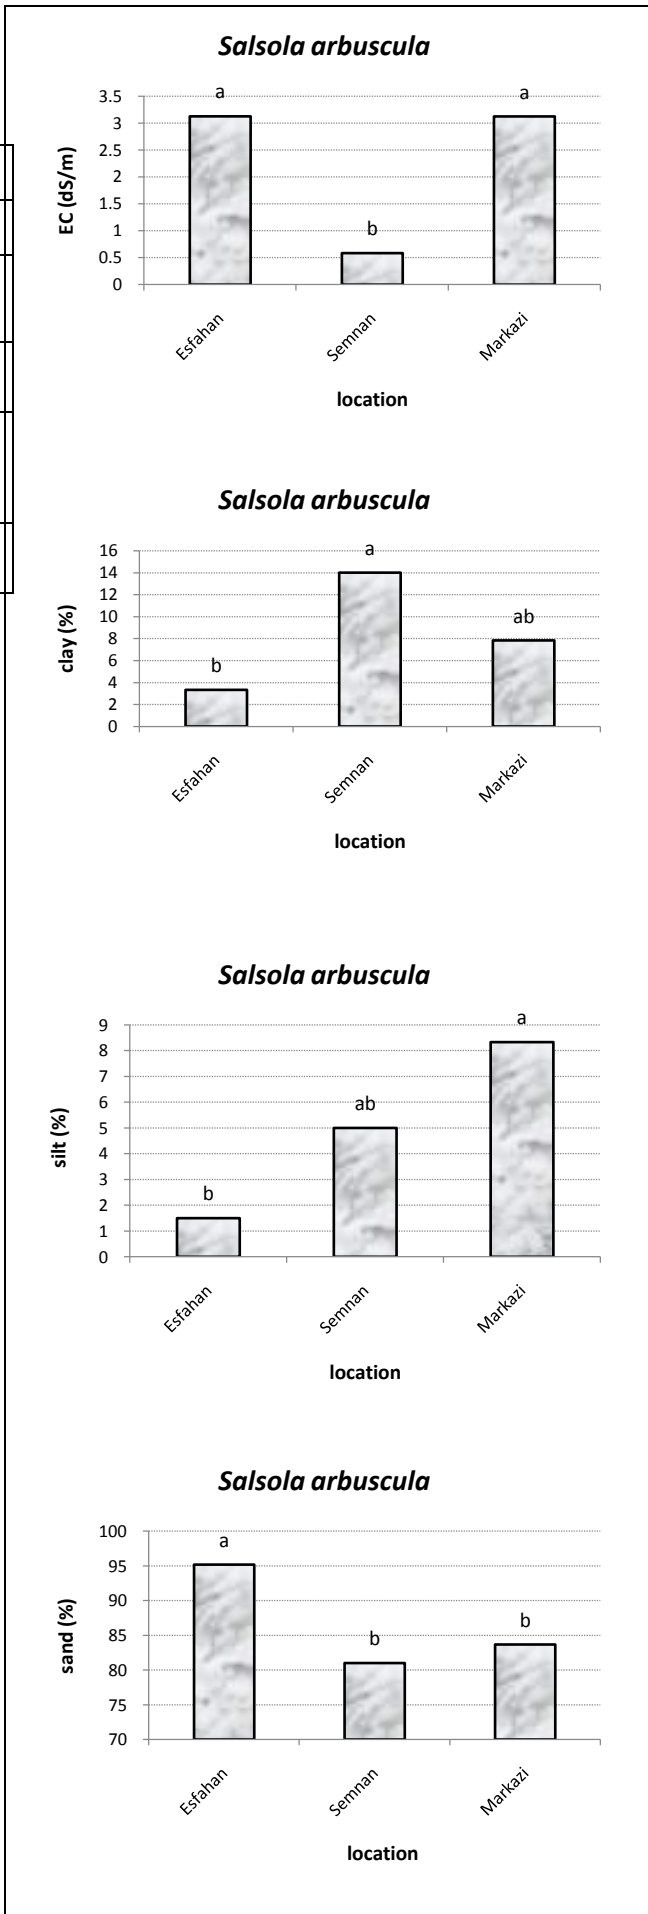 Salsola arbuscula
a
a
3.5
3
2.5
2
1.5
1
0.5
0
EC (dS/m)
b
Esfahan
Semnan
Markazi
location
Salsola arbuscula
16
14
12
10
8
6
4
2
0
clay (%)
b
a
ab
Esfahan
Semnan
Markazi
location
Salsola arbuscula
9
8
7
6
5
4
3
2
1
0
silt (%)
b
ab
a
Esfahan
Semnan
Markazi
location
Salsola arbuscula
100
95
90
85
80
75
70
sand (%)
a
b
b
Esfahan
Semnan
Markazi
location